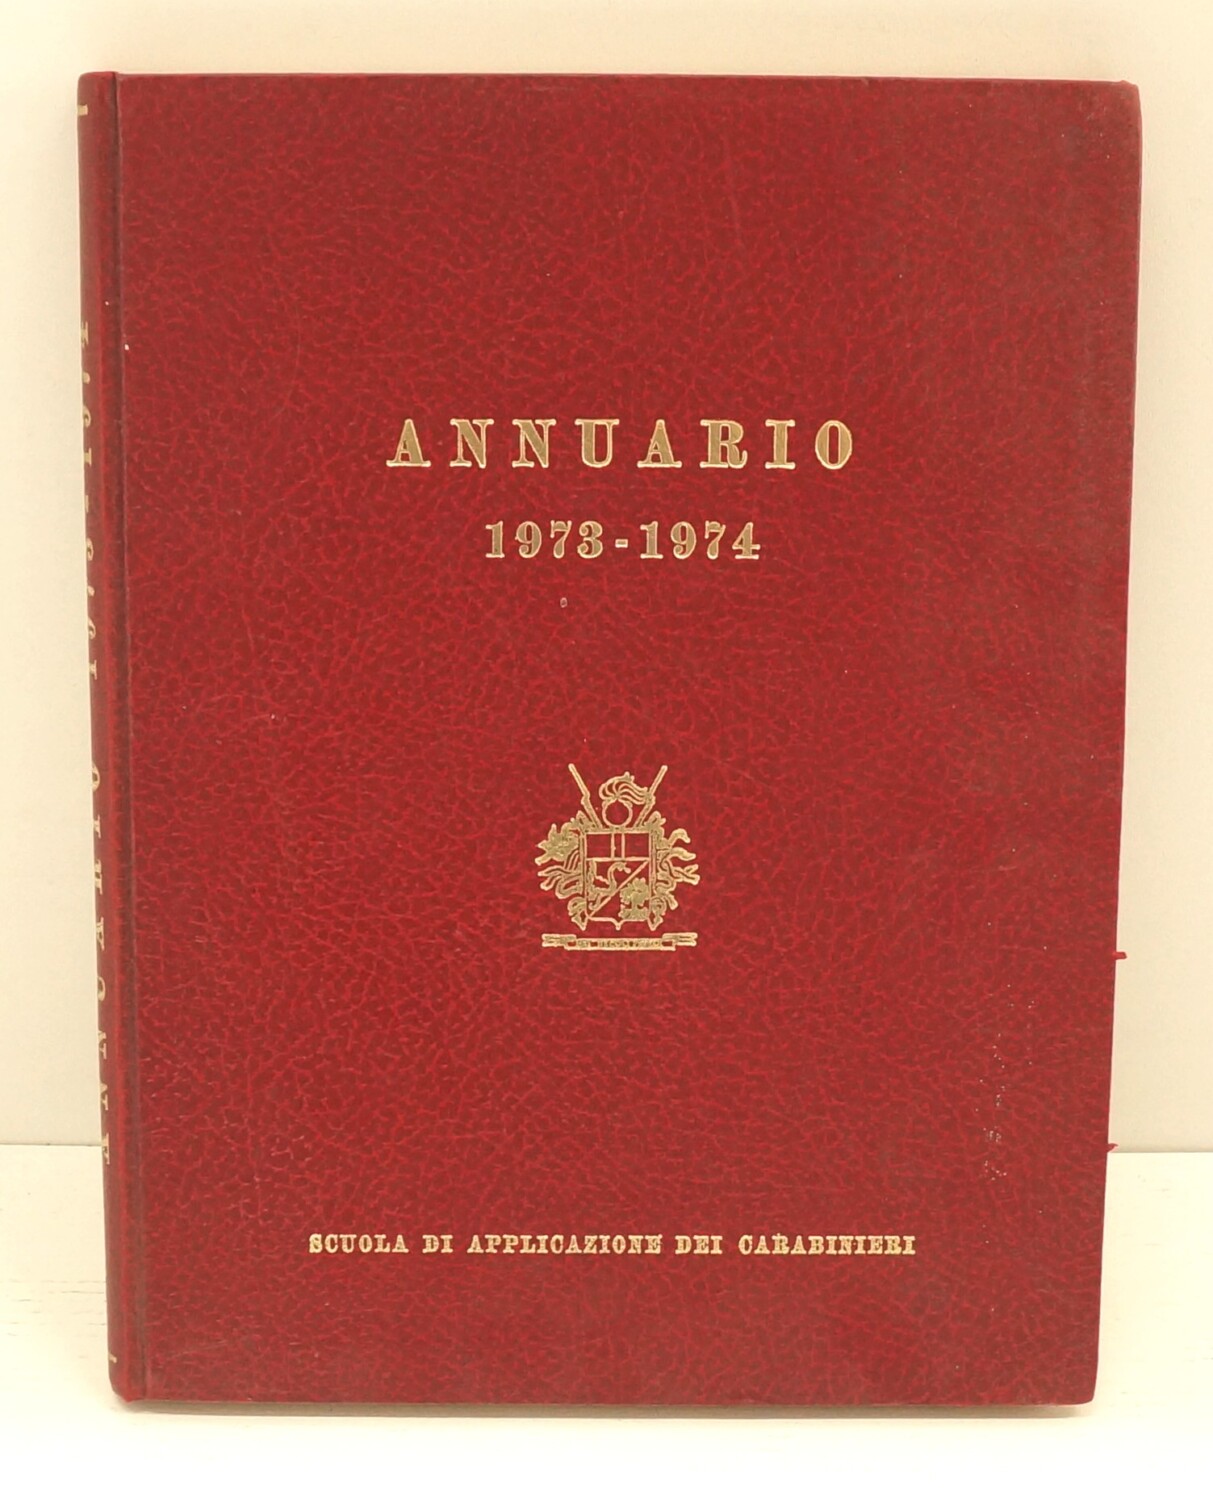 ANNUARIO
1973-1974
SCUOLA DI APPLICAZIONE DEI CARABINIERI